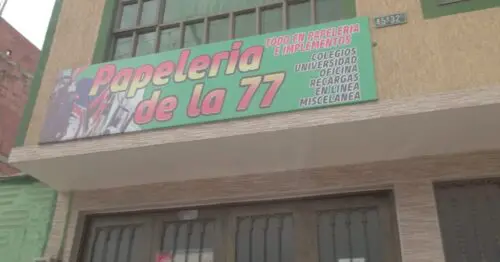 Papeleria
de la 77
TODO EN PAPELERIA
E IMPLEMENTOS
COLEGIOS
UNIVERSIDAD
OFICINA
RECARGAS
EN LINEA
MISCELANEA